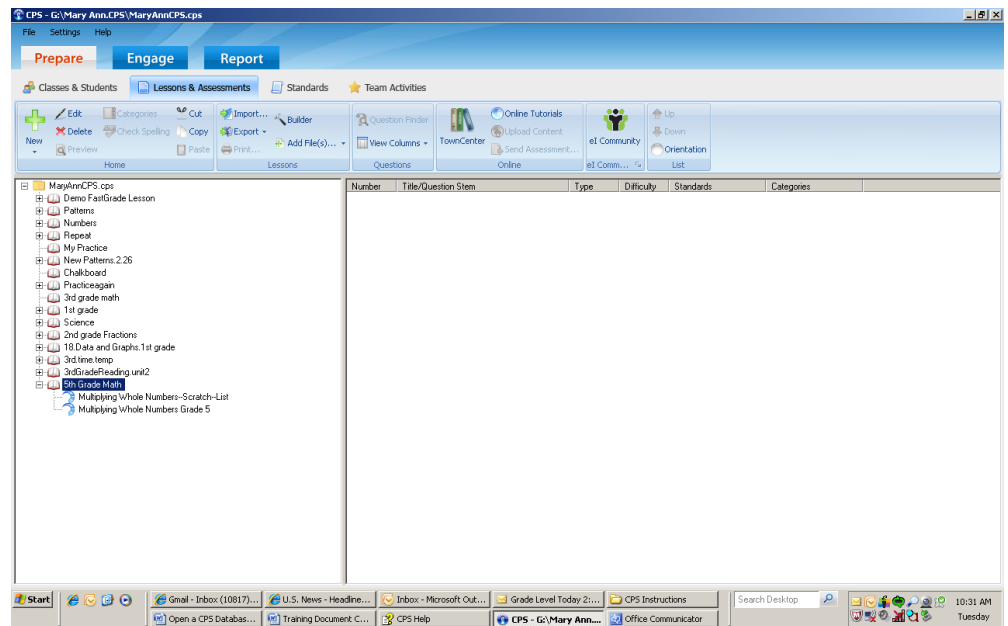 CPS - G:\Mary Ann.CPS\MaryAnnCPS.cps
File Settings Help
Prepare Engage Report
Classes & Students Lessons & Assessments Standards Team Activities
New
Edit Categories Cut
Delete Check Spelling Copy
Preview Paste
Home
Import... Builder
Export
Print... Add File(s)...
Lessons
Question Finder
View Columns
Questions
TownCenter
Online Tutorials
Upload Content
Send Assessment...
Online
eI Community
eI Comm...
Up
Down
Orientation
List
MaryAnnCPS.cps
Demo FastGrade Lesson
Patterns
Numbers
Repeat
My Practice
New Patterns.2.26
Chalkboard
Practiceagain
3rd grade math
1st grade
Science
2nd grade Fractions
18.Data and Graphs.1st grade
3rd.time.temp
3rdGradeReading.unit2
5th Grade Math
Multiplying Whole Numbers--Scratch--List
Multiplying Whole Numbers Grade 5
Number Title/Question Stem Type Difficulty Standards Categories
Start Gmail - Inbox (10817)... U.S. News - Headline... Inbox - Microsoft Out... Grade Level Today 2:... CPS Instructions Search Desktop 10:31 AM
Open a CPS Databas... Training Document C... CPS Help CPS - G:\Mary Ann.... Office Communicator Tuesday